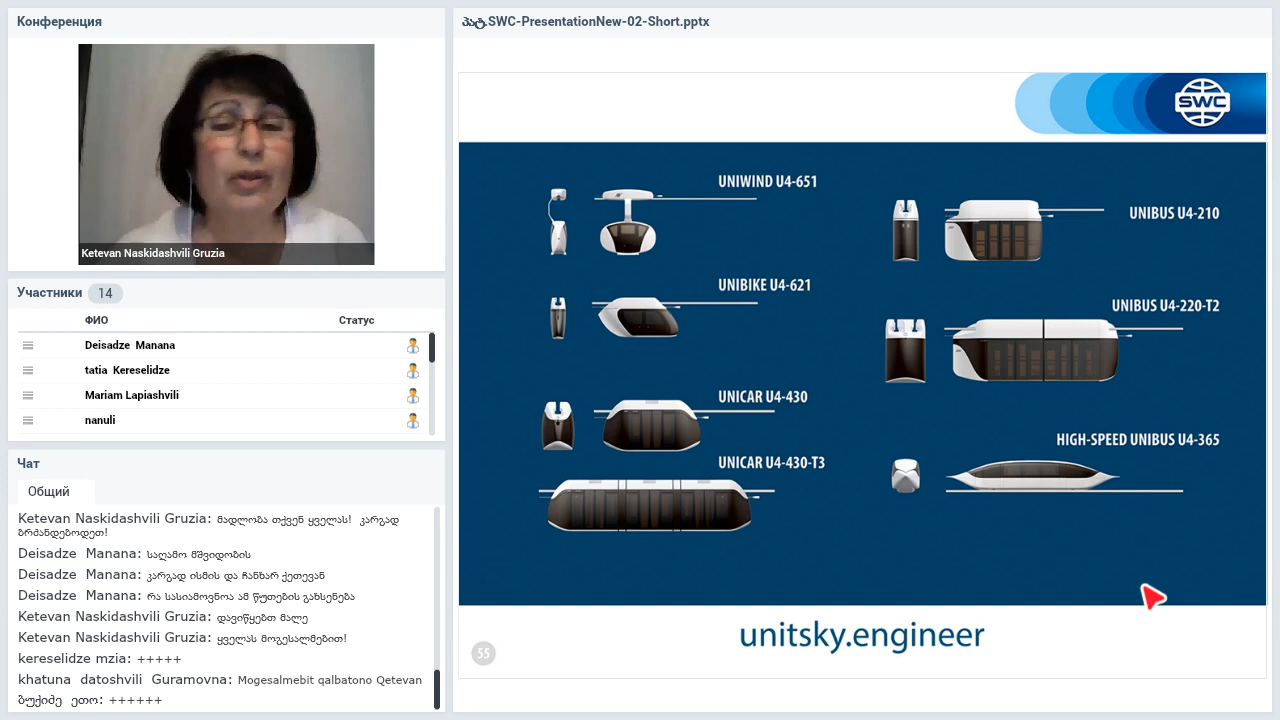 Конференция
Ketevan Naskidashvili Gruzia
Участники 14
ФИО Статус
Deisadze Manana
tatia Kereselidze
Mariam Lapiashvili
nanuli
Чат
Общий
Ketevan Naskidashvili Gruzia: მადლობა თქვენ ყველას! კარგად
ბრძანდებოდეთ!
Deisadze Manana: საღამო მშვიდობის
Deisadze Manana: კარგად ისმის და ჩანხარ ქეთევან
Deisadze Manana: რა სასიამოვნოა ამ წუთების გახსენება
Ketevan Naskidashvili Gruzia: დავიწყებთ მალე
Ketevan Naskidashvili Gruzia: ყველას მოგესალმებით!
kereselidze mzia: +++++
khatuna datoshvili Guramovna: Mogesalmebit qalbatono Qetevan
ბუქიძე ეთო: ++++++
პატ.SWC-PresentationNew-02-Short.pptx
SWC
UNIWIND U4-651
UNIBUS U4-210
UNIBIKE U4-621
UNIBUS U4-220-T2
UNICAR U4-430
HIGH-SPEED UNIBUS U4-365
UNICAR U4-430-T3
unitsky.engineer
55